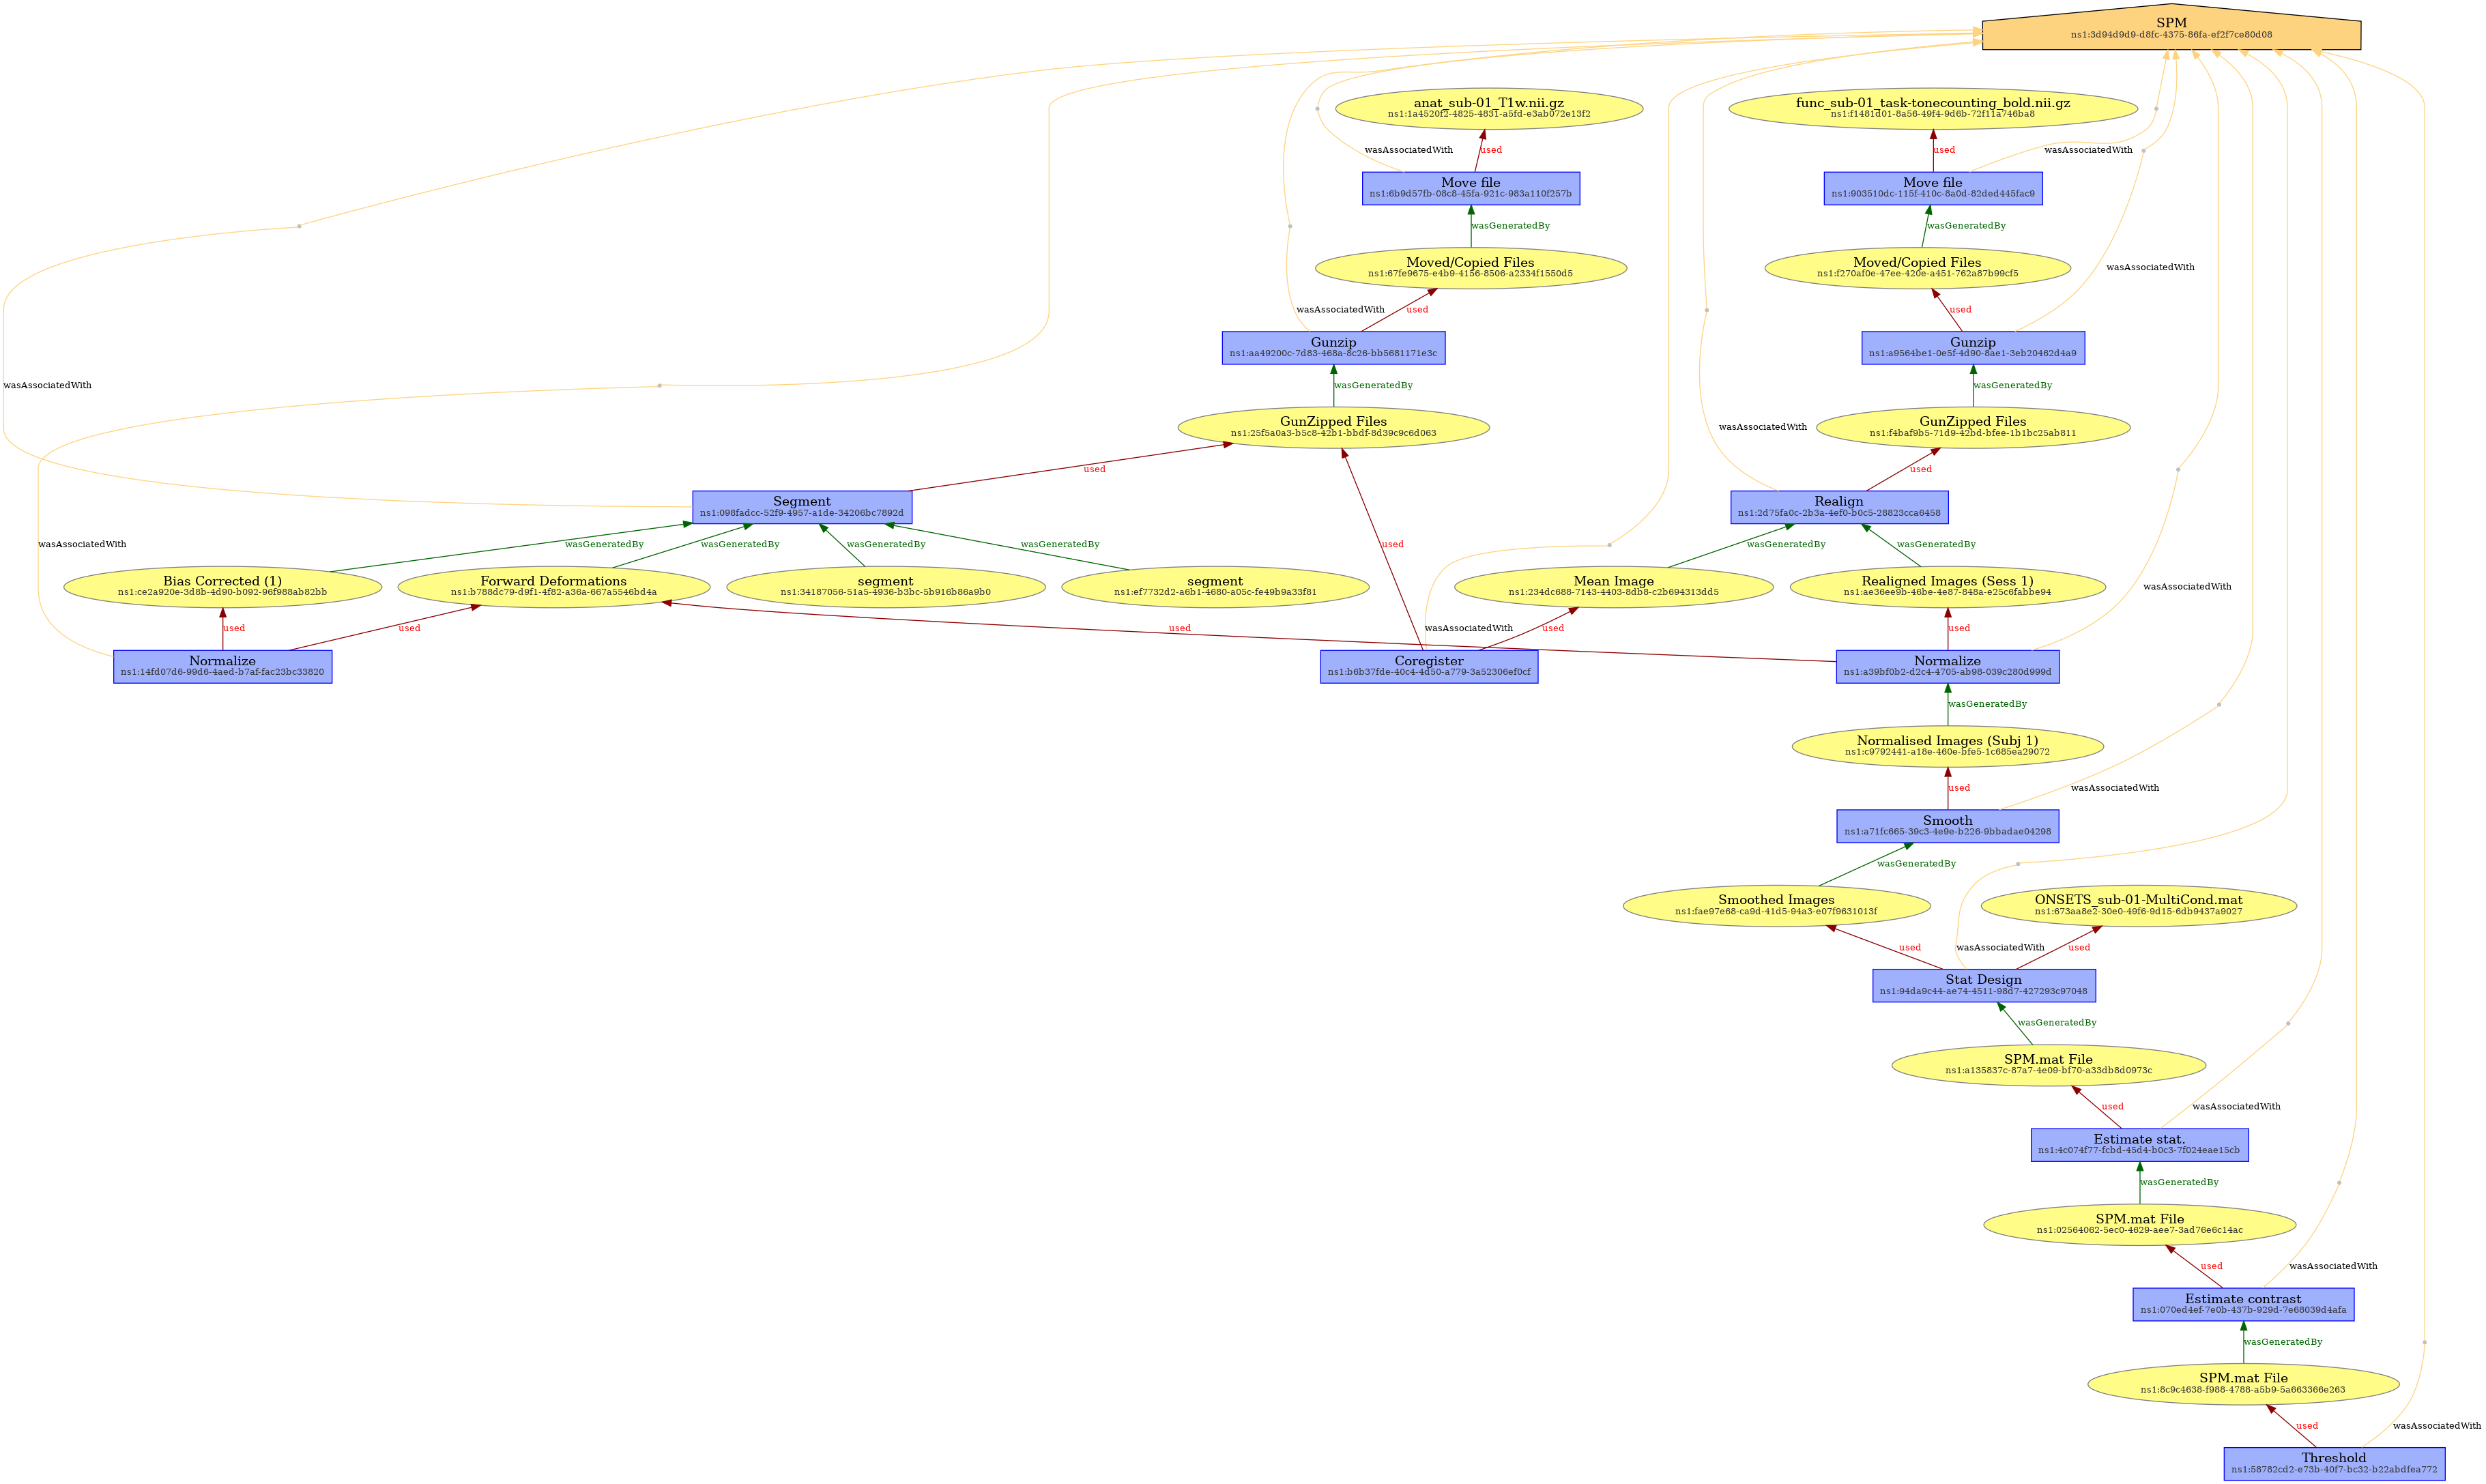 SPM
ns1:3d94d9d9-d8fc-4375-86fa-ef2f7ce80d08
anat_sub-01_T1w.nii.gz
ns1:1a4520f2-4825-4831-a5fd-e3ab072e13f2
func_sub-01_task-tonecounting_bold.nii.gz
ns1:f1481d01-8a56-49f4-9d6b-72f11a746ba8
wasAssociatedWith
used
used
wasAssociatedWith
Move file
ns1:6b9d57fb-08c8-45fa-921c-983a110f257b
Move file
ns1:903510dc-115f-410c-8a0d-82ded445fac9
wasGeneratedBy
wasGeneratedBy
Moved/Copied Files
ns1:67fe9675-e4b9-4156-8506-a2334f1550d5
Moved/Copied Files
ns1:f270af0e-47ee-420e-a451-762a87b99cf5
wasAssociatedWith
wasAssociatedWith
used
used
Gunzip
ns1:aa49200c-7d83-468a-8c26-bb5681171e3c
Gunzip
ns1:a9564be1-0e5f-4d90-8ae1-3eb20462d4a9
wasAssociatedWith
wasGeneratedBy
wasGeneratedBy
GunZipped Files
ns1:25f5a0a3-b5c8-42b1-bbdf-8d39c9c6d063
GunZipped Files
ns1:f4baf9b5-71d9-42bd-bfee-1b1bc25ab811
wasAssociatedWith
used
used
Segment
ns1:098fadcc-52f9-4957-a1de-34206bc7892d
Realign
ns1:2d75fa0c-2b3a-4ef0-b0c5-28823cca6458
wasAssociatedWith
wasGeneratedBy
wasGeneratedBy
wasGeneratedBy
wasGeneratedBy
used
wasGeneratedBy
wasGeneratedBy
Bias Corrected (1)
ns1:ce2a920e-3d8b-4d90-b092-96f988ab82bb
Forward Deformations
ns1:b788dc79-d9f1-4f82-a36a-667a5546bd4a
segment
ns1:34187056-51a5-4936-b3bc-5b916b86a9b0
segment
ns1:ef7732d2-a6b1-4680-a05c-fe49b9a33f81
Mean Image
ns1:234dc688-7143-4403-8db8-c2b694313dd5
Realigned Images (Sess 1)
ns1:ae36ee9b-46be-4e87-848a-e25c6fabbe94
wasAssociatedWith
used
used
used
wasAssociatedWith
used
used
Normalize
ns1:14fd07d6-99d6-4aed-b7af-fac23bc33820
Coregister
ns1:b6b37fde-40c4-4d50-a779-3a52306ef0cf
Normalize
ns1:a39bf0b2-d2c4-4705-ab98-039c280d999d
wasGeneratedBy
Normalised Images (Subj 1)
ns1:c9792441-a18e-460e-bfe5-1c685ea29072
used
wasAssociatedWith
Smooth
ns1:a71fc665-39c3-4e9e-b226-9bbadae04298
wasGeneratedBy
Smoothed Images
ns1:fae97e68-ca9d-41d5-94a3-e07f9631013f
ONSETS_sub-01-MultiCond.mat
ns1:673aa8e2-30e0-49f6-9d15-6db9437a9027
used
wasAssociatedWith
used
Stat Design
ns1:94da9c44-ae74-4511-98d7-427293c97048
wasGeneratedBy
SPM.mat File
ns1:a135837c-87a7-4e09-bf70-a33db8d0973c
used
wasAssociatedWith
Estimate stat.
ns1:4c074f77-fcbd-45d4-b0c3-7f024eae15cb
wasGeneratedBy
SPM.mat File
ns1:02564062-5ec0-4629-aee7-3ad76e6c14ac
used
wasAssociatedWith
Estimate contrast
ns1:070ed4ef-7e0b-437b-929d-7e68039d4afa
wasGeneratedBy
SPM.mat File
ns1:8c9c4638-f988-4788-a5b9-5a663366e263
used
wasAssociatedWith
Threshold
ns1:58782cd2-e73b-40f7-bc32-b22abdfea772